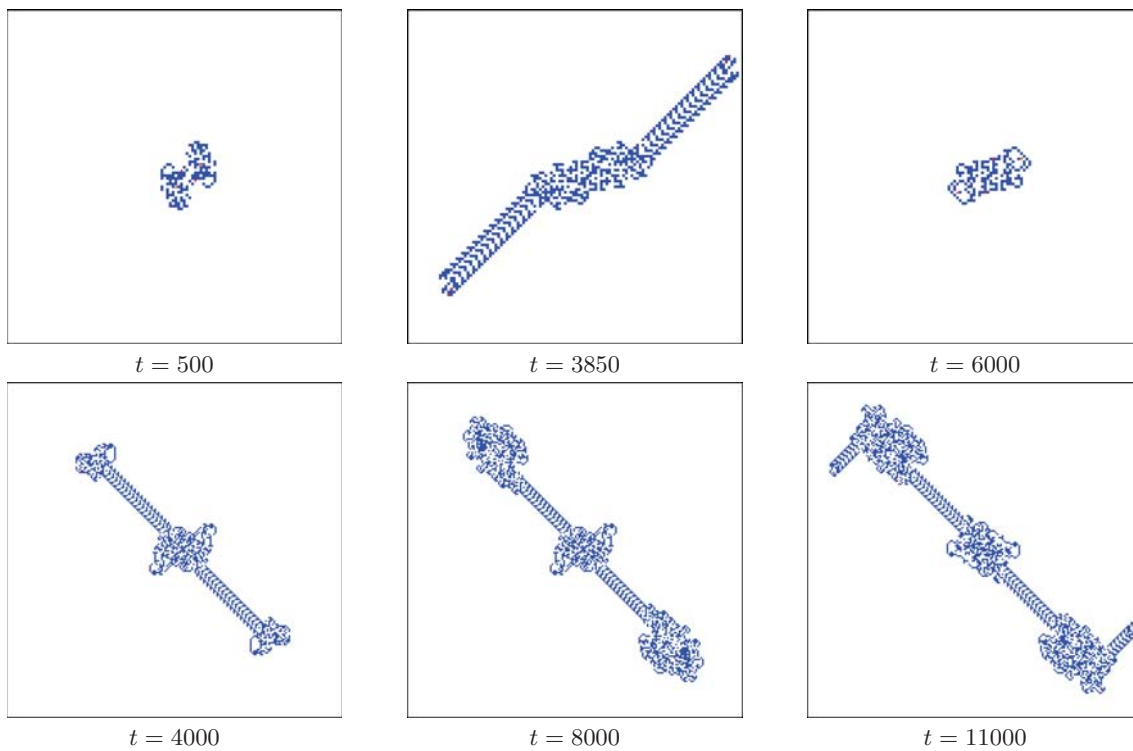 t = 500
t = 3850
t = 6000
t = 4000
t = 8000
t = 11000